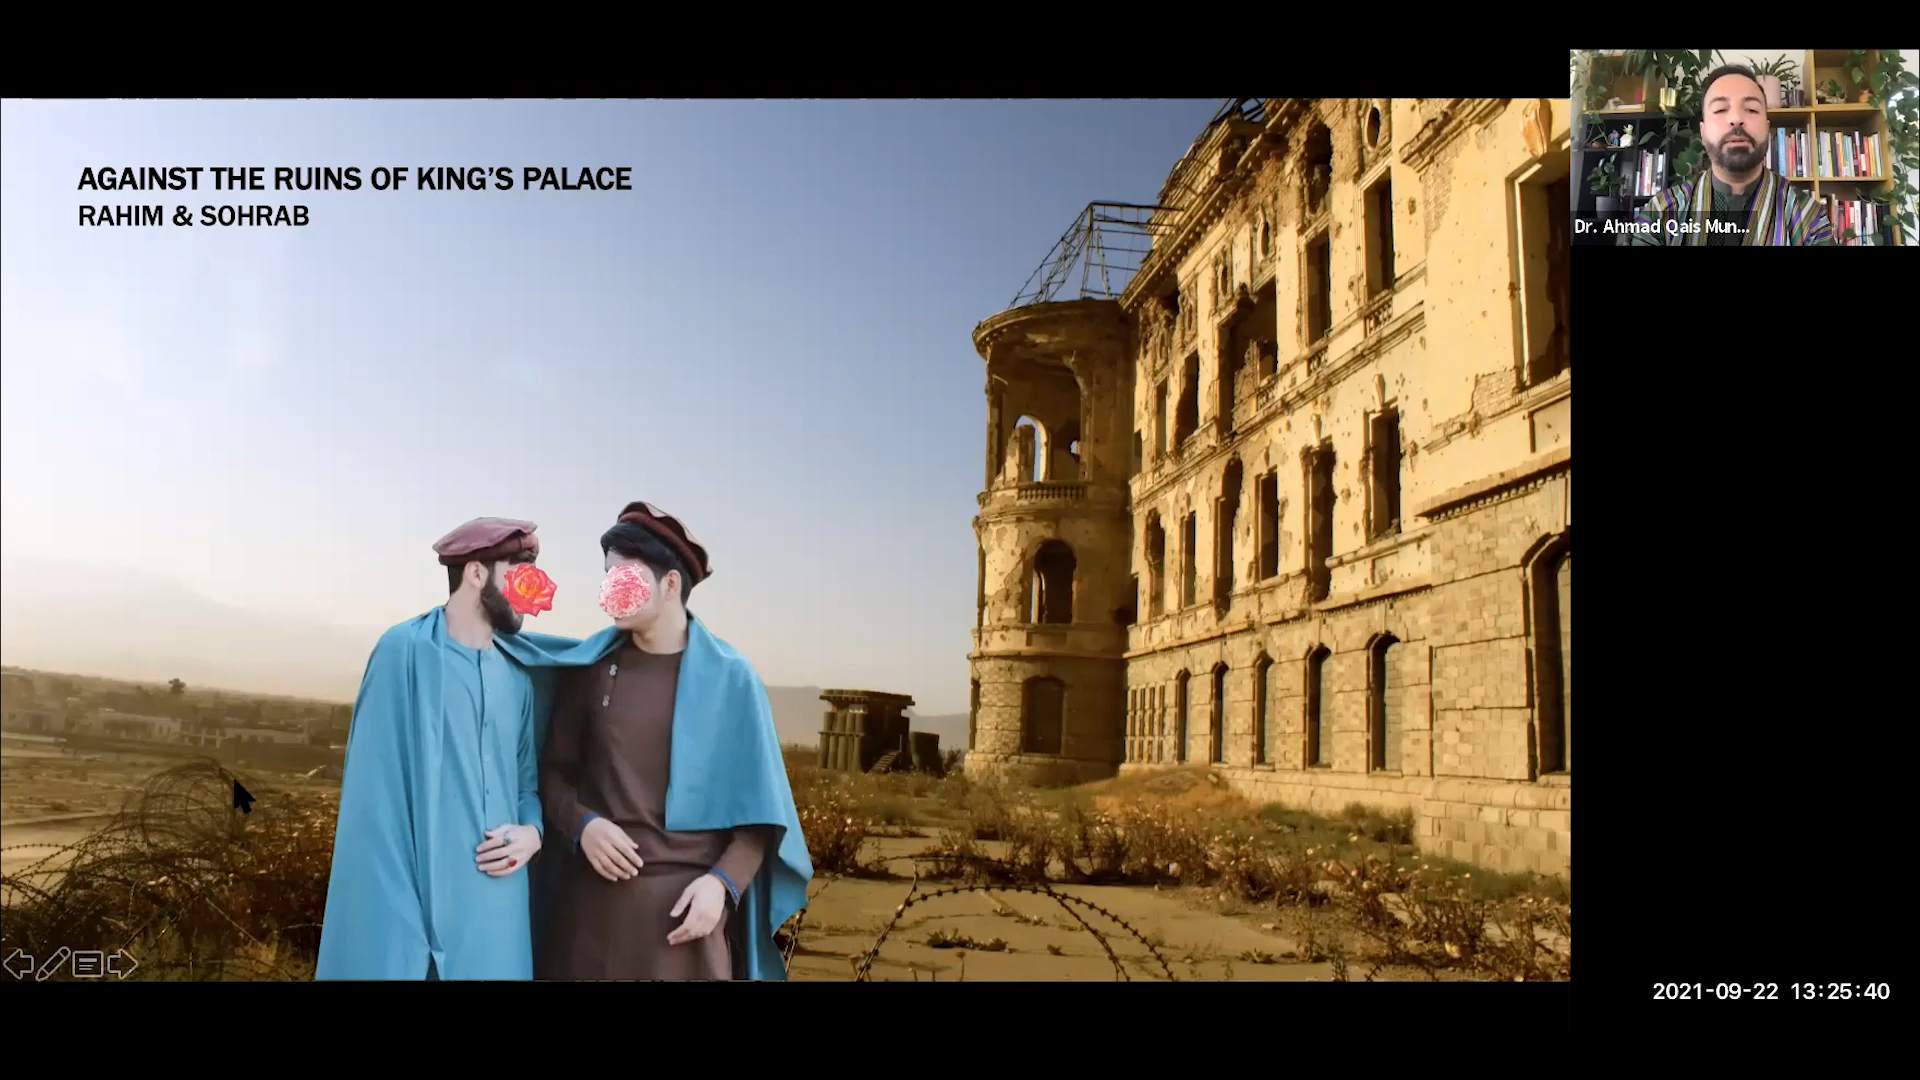 AGAINST THE RUINS OF KING'S PALACE
RAHIM & SOHRAB
Dr. Ahmad Qais Mun...
2021-09-22 13:25:40